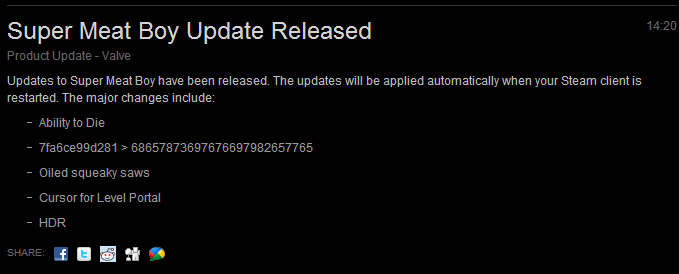 Super Meat Boy Update Released
14:20
Product Update - Valve
Updates to Super Meat Boy have been released. The updates will be applied automatically when your Steam client is
restarted. The major changes include:
– Ability to Die
– 7fa6ce99d281 > 68657873697676697982657765
– Oiled squeaky saws
– Cursor for Level Portal
– HDR
SHARE: